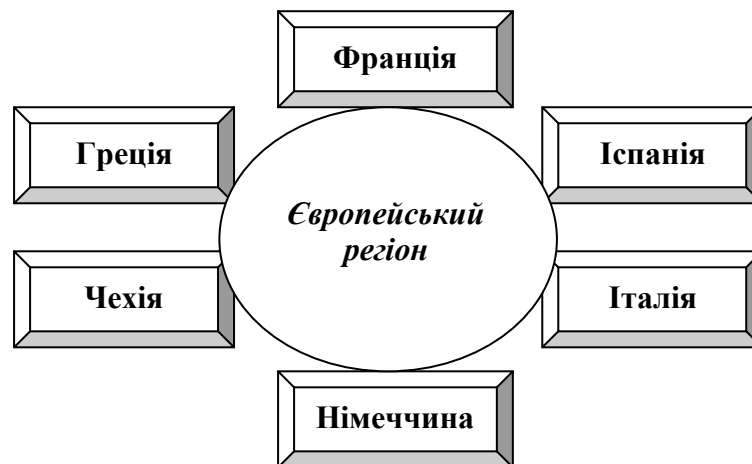 Франція
Греція
Іспанія
Європейський
регіон
Чехія
Італія
Німеччина